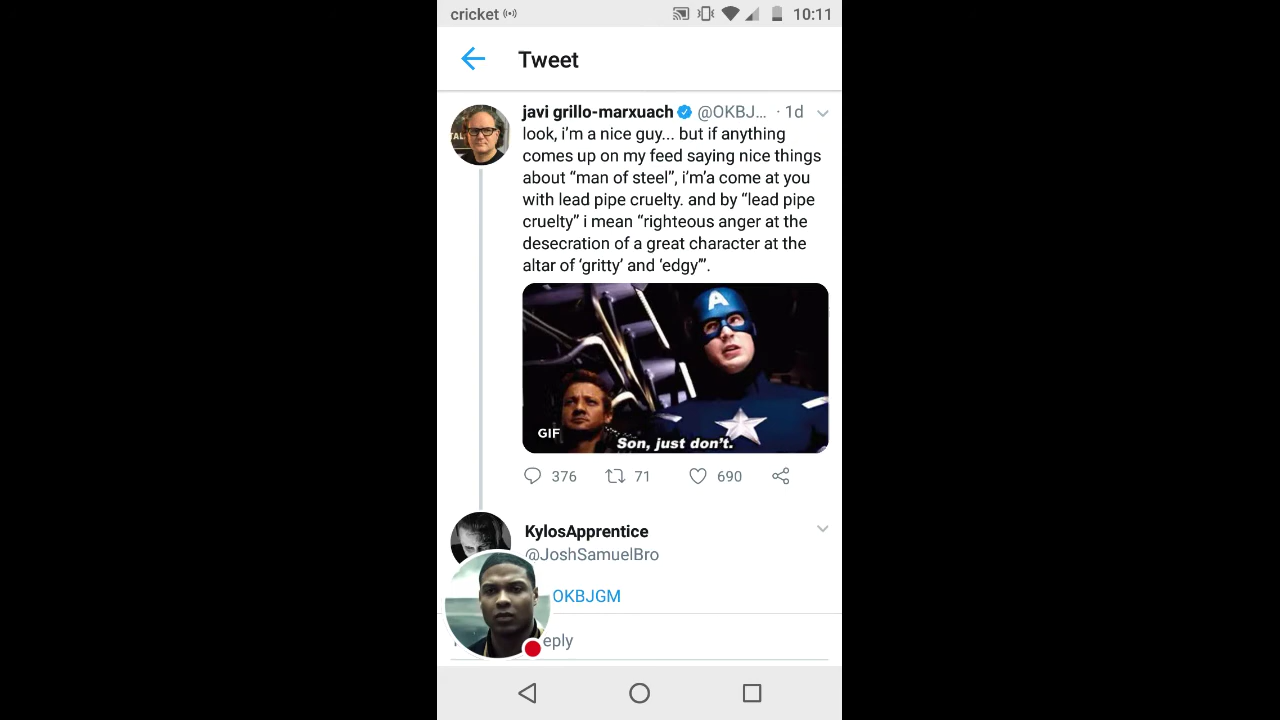 cricket 10:11
Tweet
javi grillo-marxuach @OKBJ... · 1d
look, i'm a nice guy... but if anything
comes up on my feed saying nice things
about “man of steel”, i'm'a come at you
with lead pipe cruelty. and by “lead pipe
cruelty” i mean “righteous anger at the
desecration of a great character at the
altar of ‘gritty’ and ‘edgy’”.
A
GIF
Son, just don't.
376 71 690
KylosApprentice
@JoshSamuelBro
OKBJGM
eply